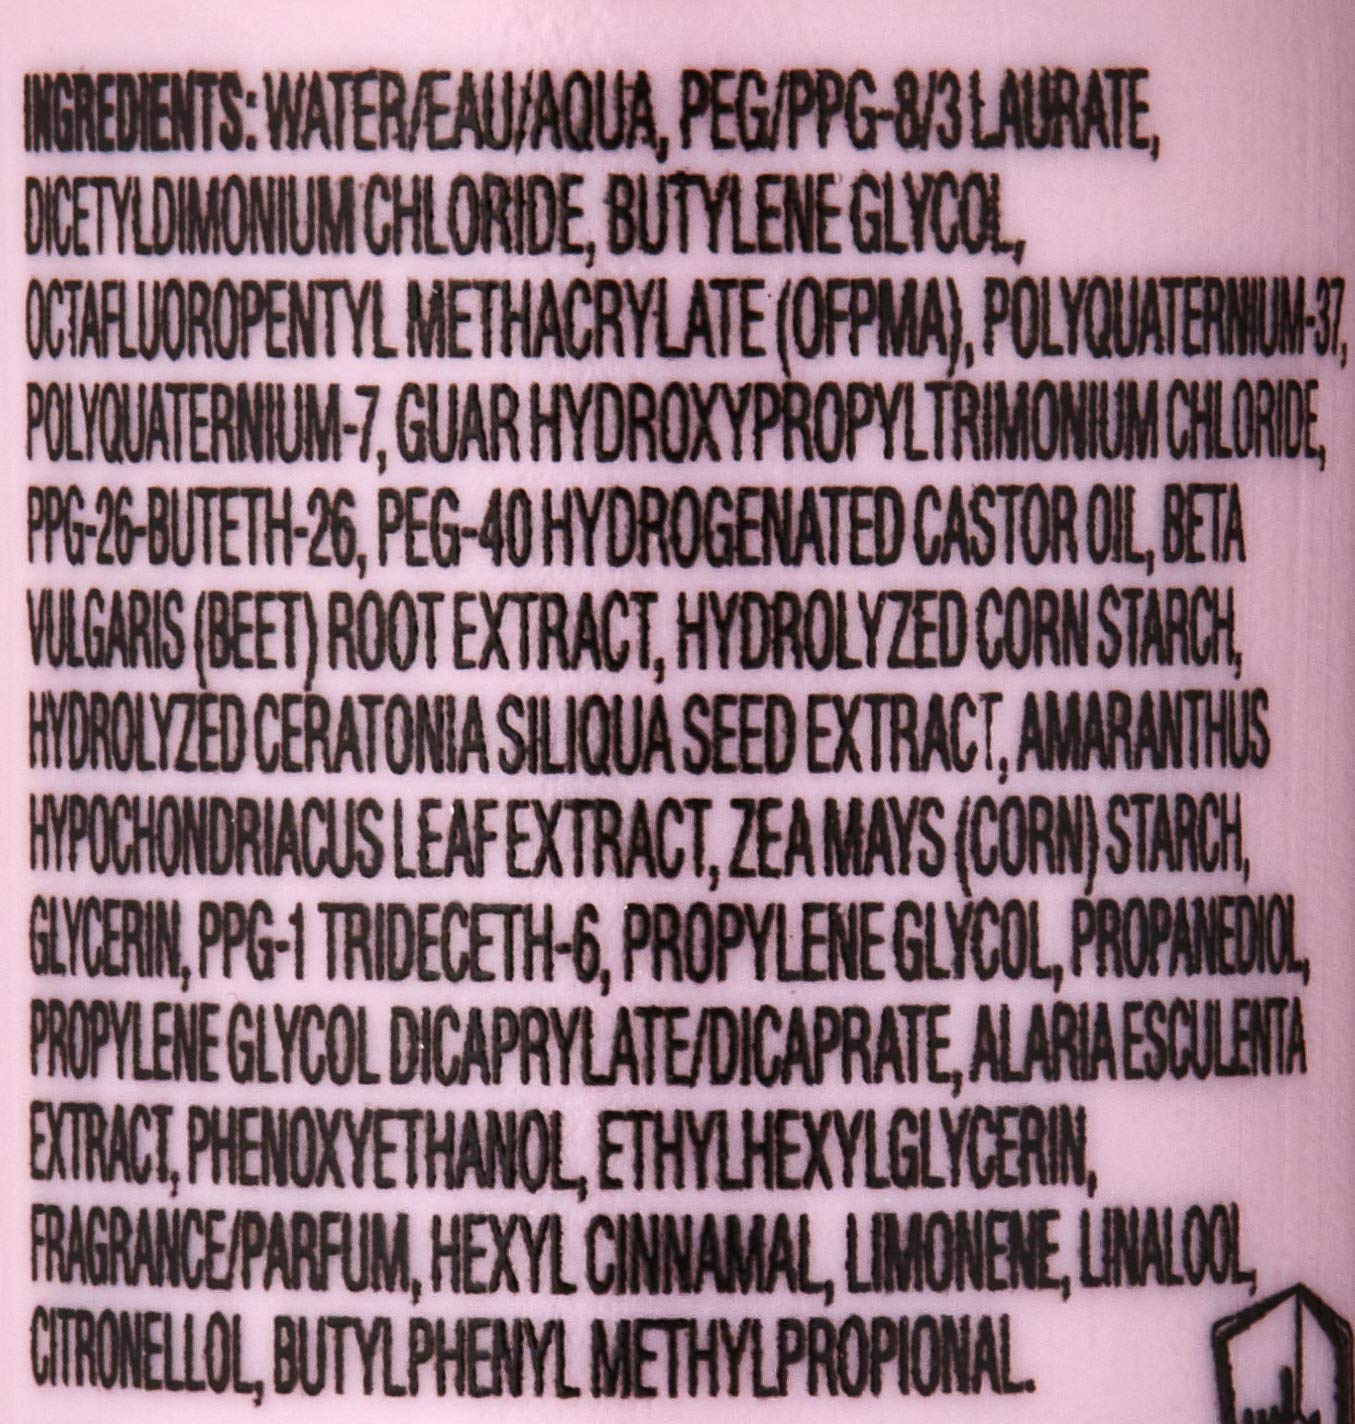 INGREDIENTS: WATER/EAU/AQUA, PEG/PPG-8/3 LAURATE,
DICETYLDIMONIUM CHLORIDE, BUTYLENE GLYCOL,
OCTAFLUOROPENTYL METHACRYLATE (OFPMA), POLYQUATERNIUM-37,
POLYQUATERNIUM-7, GUAR HYDROXYPROPYLTRIMONIUM CHLORIDE,
PPG-26-BUTETH-26, PEG-40 HYDROGENATED CASTOR OIL, BETA
VULGARIS (BEET) ROOT EXTRACT, HYDROLYZED CORN STARCH,
HYDROLYZED CERATONIA SILIQUA SEED EXTRACT, AMARANTHUS
HYPOCHONDRIACUS LEAF EXTRACT, ZEA MAYS (CORN) STARCH,
GLYCERIN, PPG-1 TRIDECETH-6, PROPYLENE GLYCOL, PROPANEDIOL,
PROPYLENE GLYCOL DICAPRYLATE/DICAPRATE, ALARIA ESCULENTA
EXTRACT, PHENOXYETHANOL, ETHYLHEXYLGLYCERIN,
FRAGRANCE/PARFUM, HEXYL CINNAMAL, LIMONENE, LINALOOL,
CITRONELLOL, BUTYLPHENYL METHYLPROPIONAL.